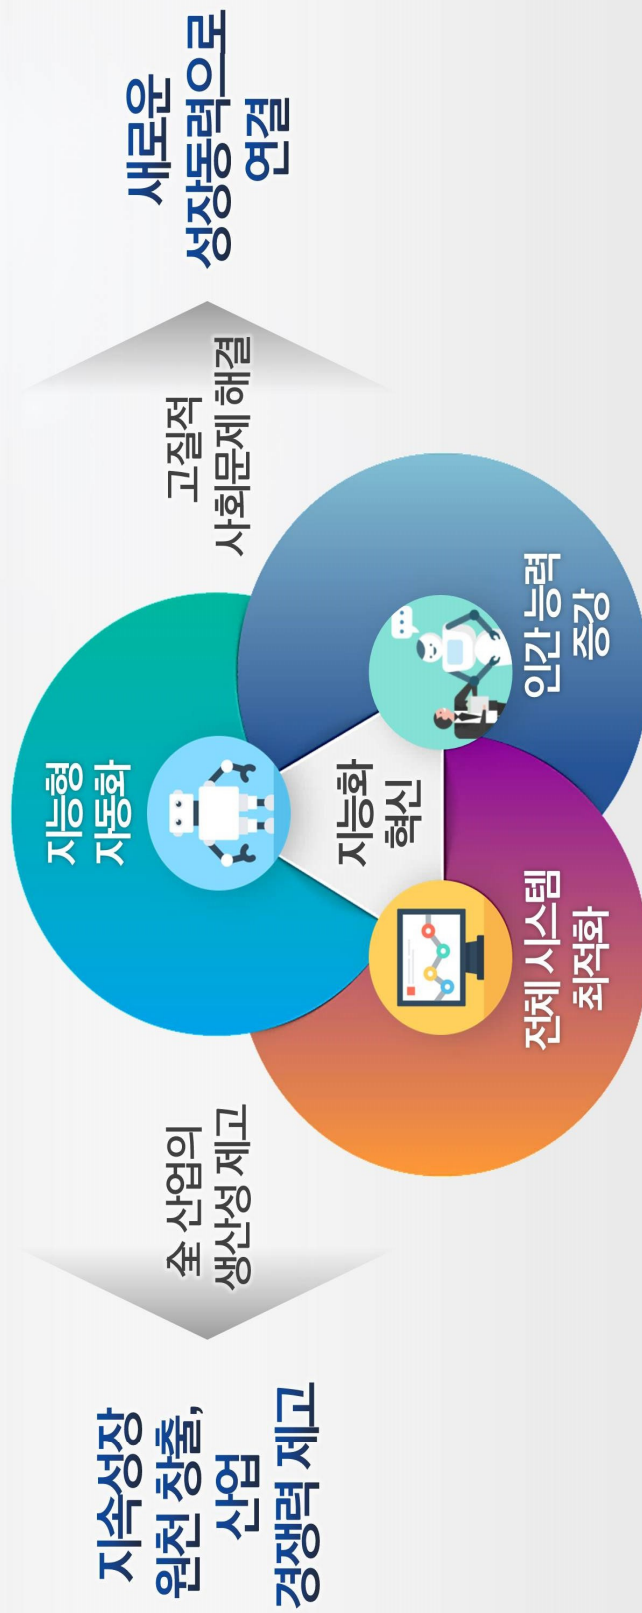 지속성장
원천 창출,
산업
경쟁력 제고
全 산업의
생산성 제고
지능형
자동화
지능화
혁신
전체 시스템
최적화
인간 능력
증강
고질적
사회문제 해결
새로운
성장동력으로
연결